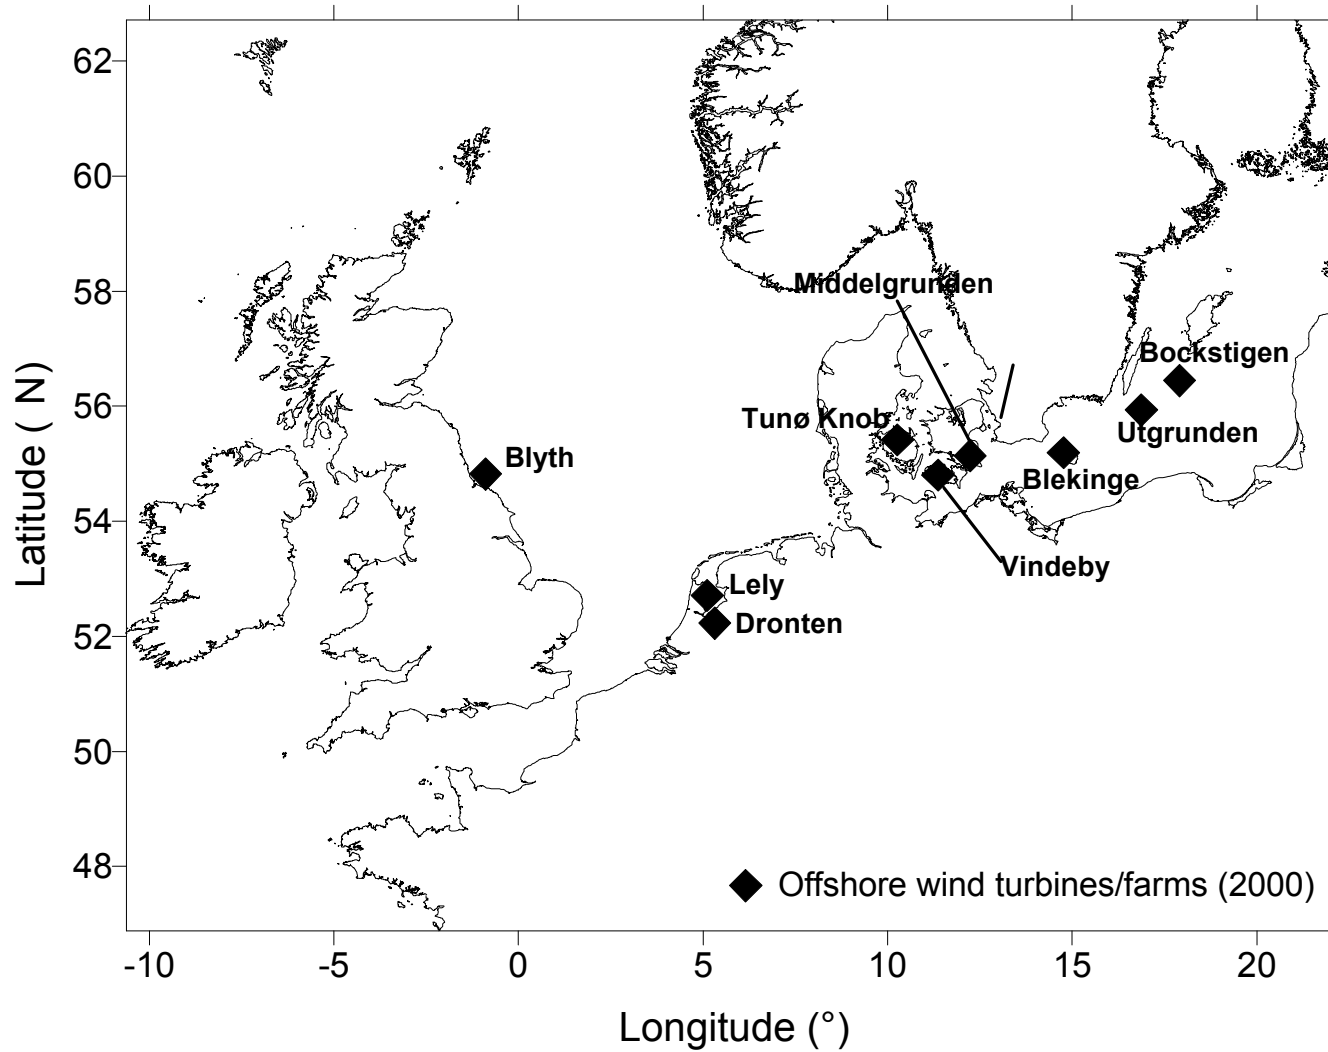 62
60
58
56
54
52
50
48
Latitude ( N)
Middelgrunden
Bockstigen
Tunø Knob
Utgrunden
Blyth
Blekinge
Vindeby
Lely
Dronten
Offshore wind turbines/farms (2000)
-10 -5 0 5 10 15 20
Longitude (°)